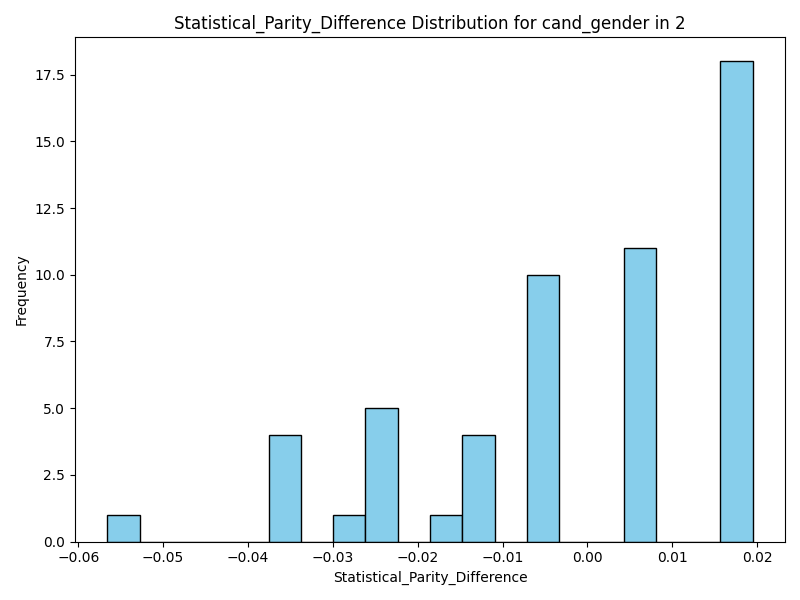 Statistical_Parity_Difference Distribution for cand_gender in 2
17.5
15.0
12.5
10.0
7.5
5.0
2.5
0.0
Frequency
−0.06 −0.05 −0.04 −0.03 −0.02 −0.01 0.00 0.01 0.02
Statistical_Parity_Difference